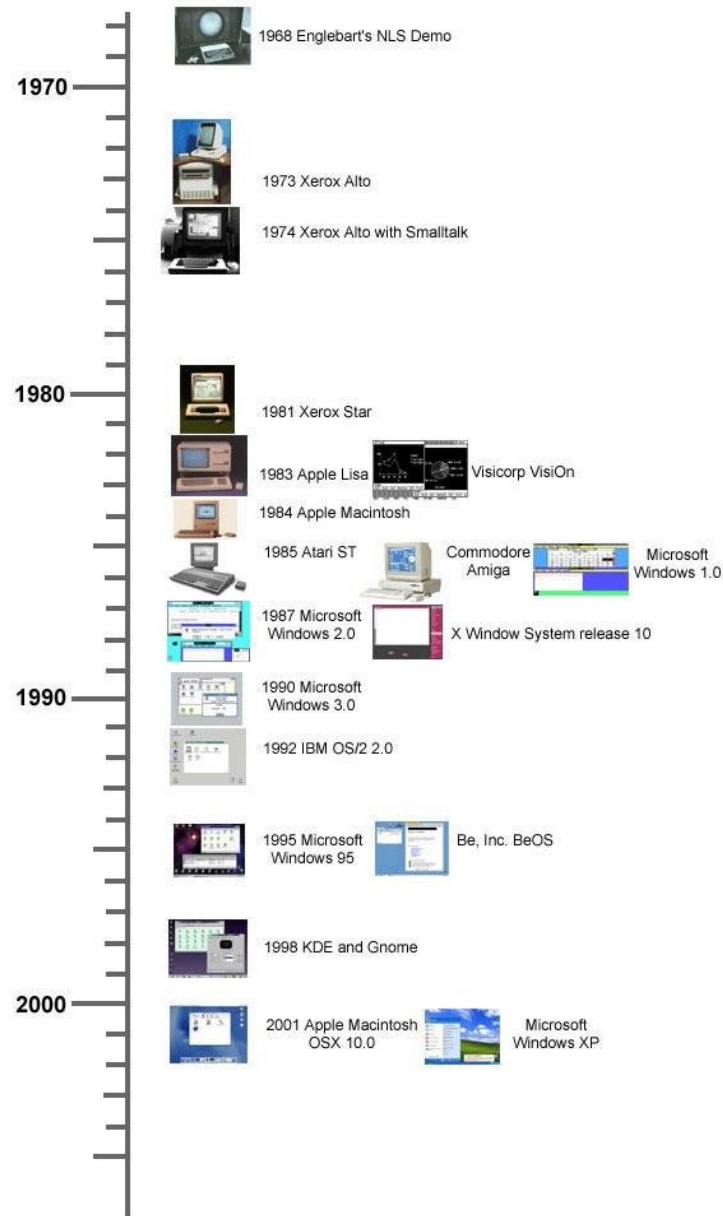 1968 Englebart's NLS Demo
1970
1973 Xerox Alto
1974 Xerox Alto with Smalltalk
1980
1981 Xerox Star
1983 Apple Lisa
Visicorp VisiOn
1984 Apple Macintosh
1985 Atari ST
Commodore
Amiga
Microsoft
Windows 1.0
1987 Microsoft
Windows 2.0
X Window System release 10
1990
1990 Microsoft
Windows 3.0
1992 IBM OS/2 2.0
1995 Microsoft
Windows 95
Be, Inc. BeOS
1998 KDE and Gnome
2000
2001 Apple Macintosh
OSX 10.0
Microsoft
Windows XP